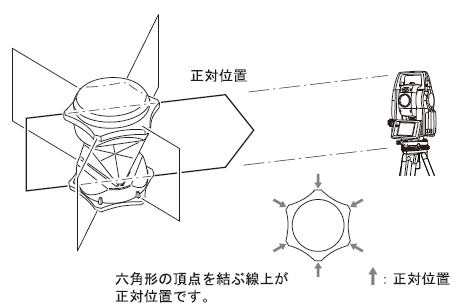 正対位置
六角形の頂点を結ぶ線上が
正対位置です。
：正対位置